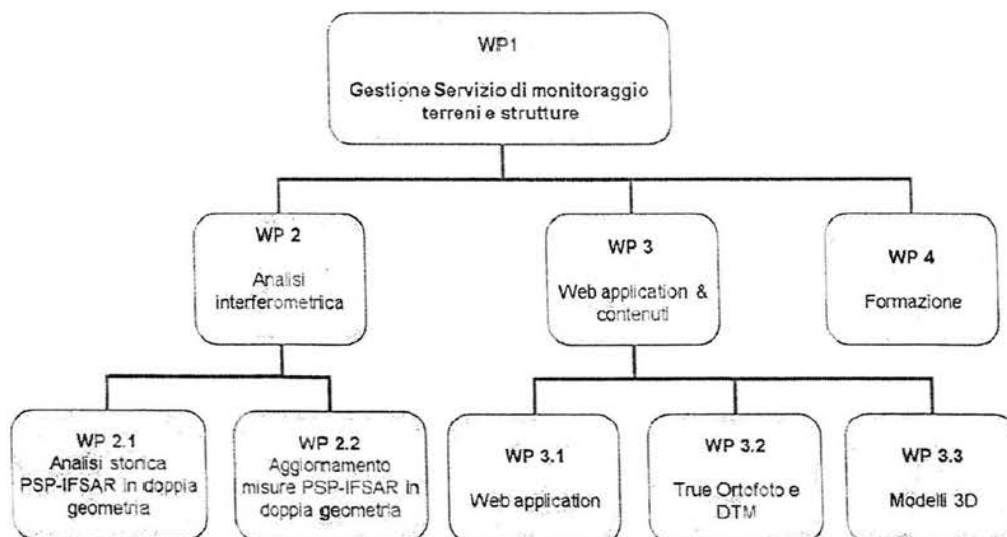 WP1
Gestione Servizio di monitoraggio
terreni e strutture
WP 2
Analisi
interferometrica
WP 3
Web application &
contenuti
WP 4
Formazione
WP 2.1
Analisi storica
PSP-IFSAR in doppia
geometria
WP 2.2
Aggiornamento
misure PSP-IFSAR in
doppia geometria
WP 3.1
Web application
WP 3.2
True Ortofoto e
DTM
WP 3.3
Modelli 3D